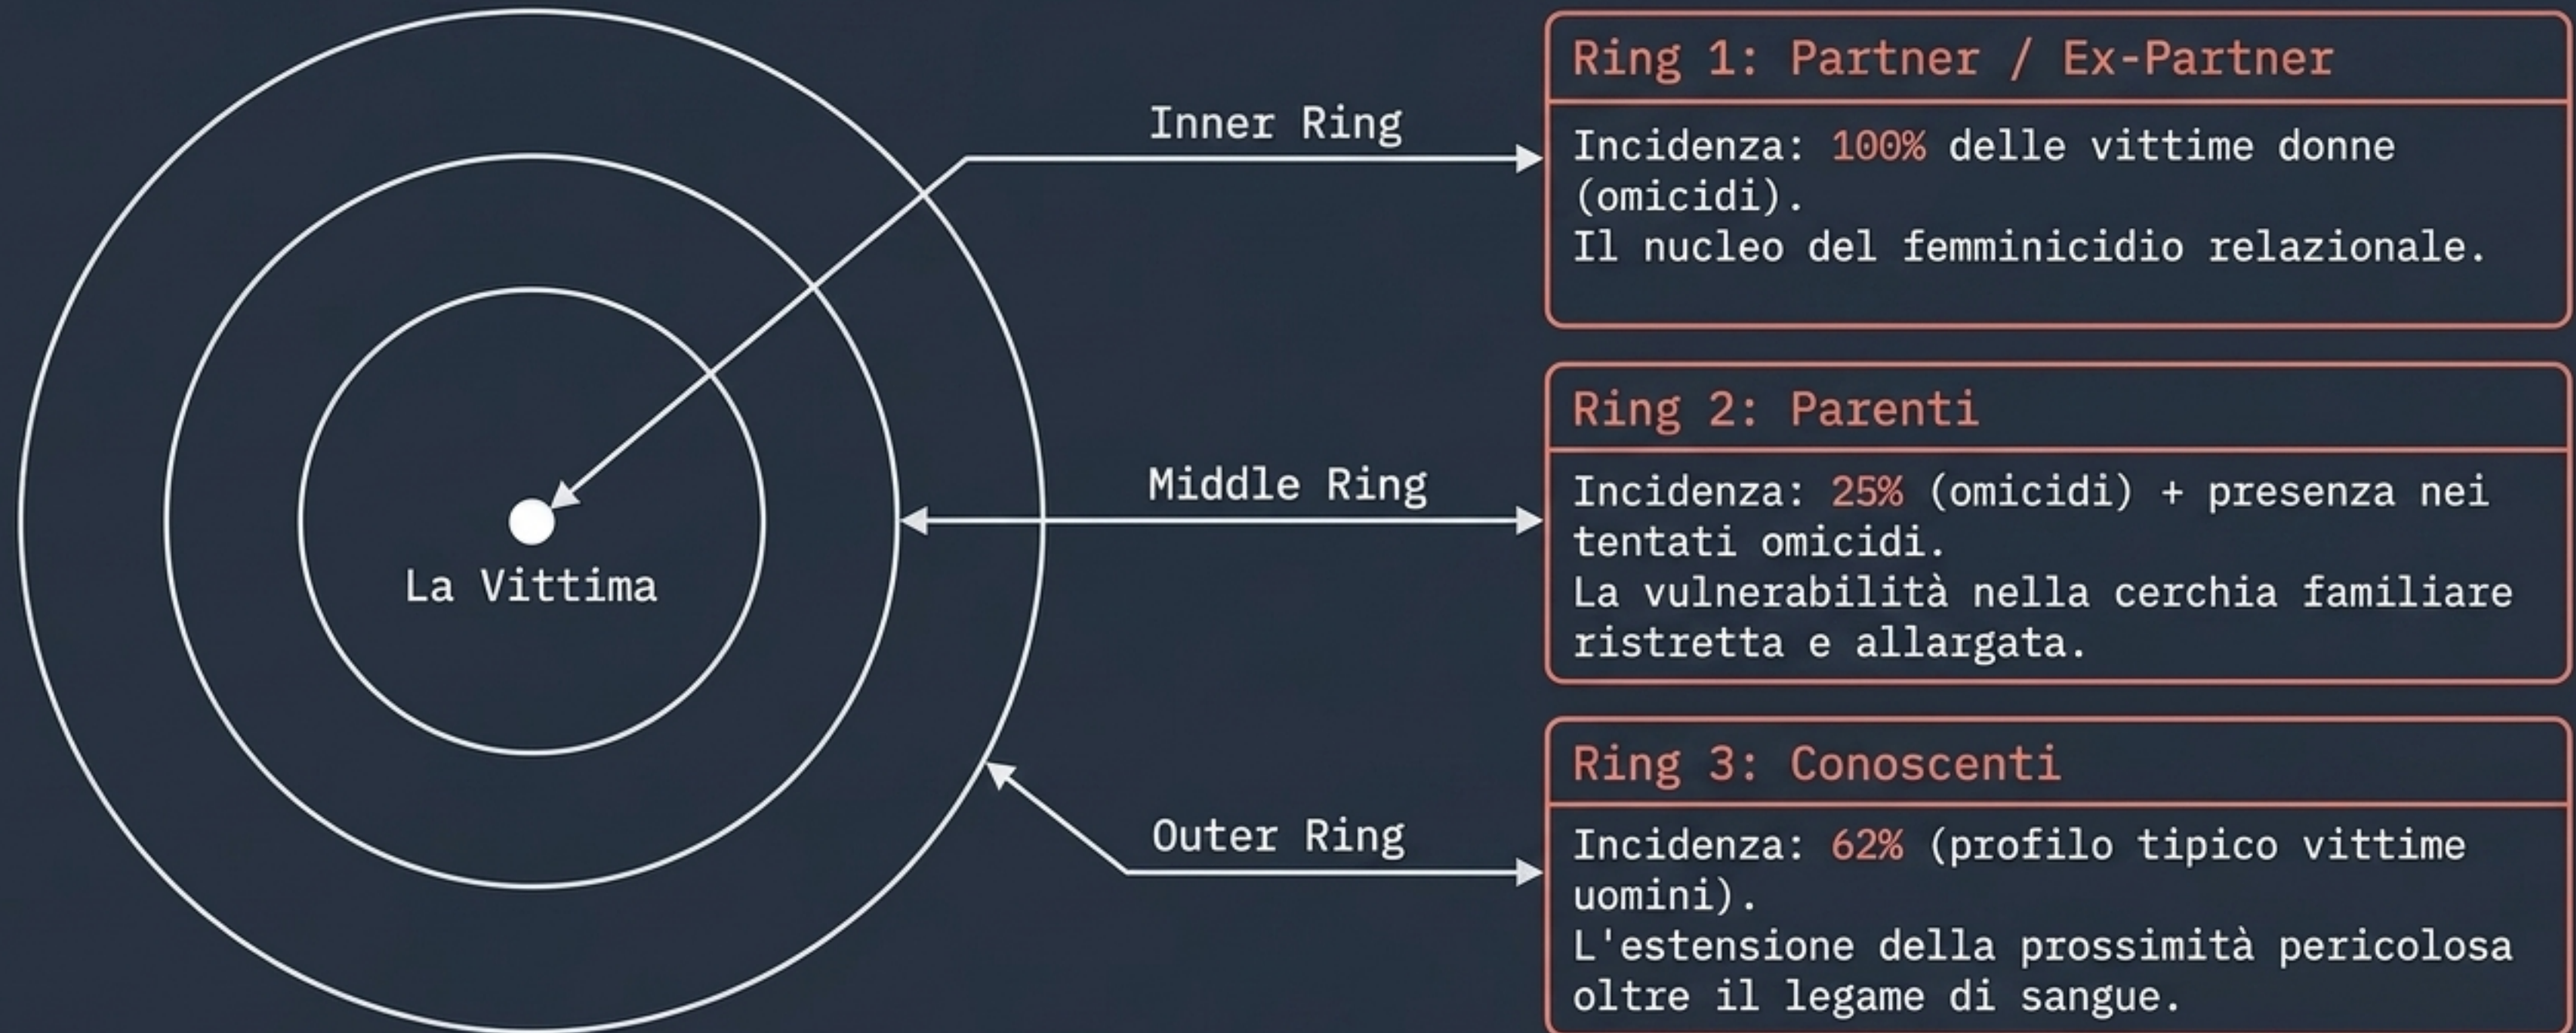 Inner Ring
Middle Ring
Outer Ring
La Vittima
Ring 1: Partner / Ex-Partner
Incidenza: 100% delle vittime donne
(omicidi).
Il nucleo del femminicidio relazionale.
Ring 2: Parenti
Incidenza: 25% (omicidi) + presenza nei
tentati omicidi.
La vulnerabilità nella cerchia familiare
ristretta e allargata.
Ring 3: Conoscenti
Incidenza: 62% (profilo tipico vittime
uomini).
L'estensione della prossimità pericolosa
oltre il legame di sangue.